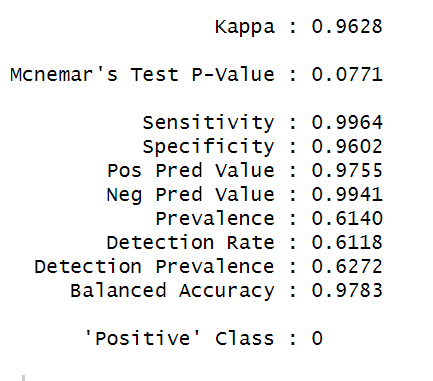 Kappa : 0.9628
Mcnemar's Test P-Value : 0.0771
Sensitivity : 0.9964
Specificity : 0.9602
Pos Pred Value : 0.9755
Neg Pred Value : 0.9941
Prevalence : 0.6140
Detection Rate : 0.6118
Detection Prevalence : 0.6272
Balanced Accuracy : 0.9783
'Positive' Class : 0